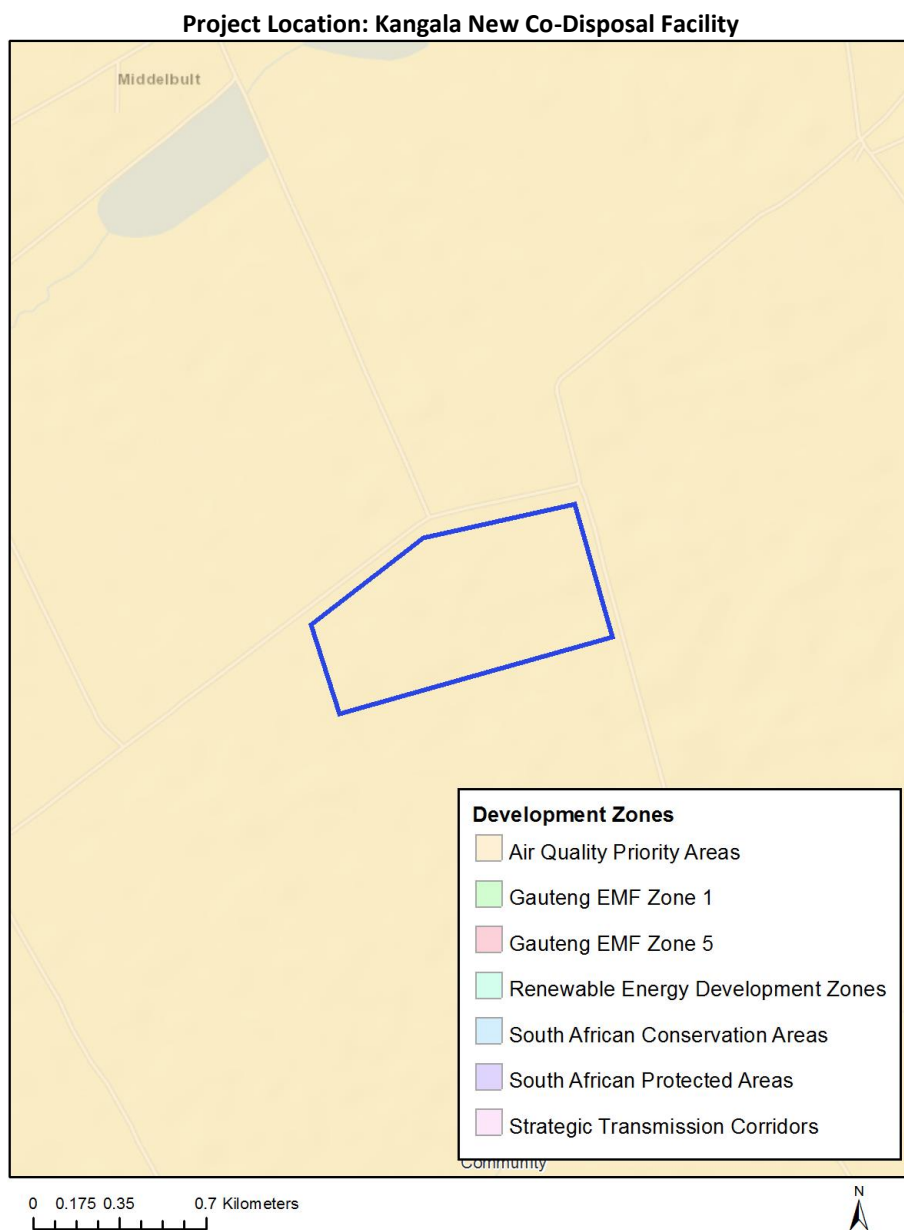 Project Location: Kangala New Co-Disposal Facility
Middelbult
Development Zones
Air Quality Priority Areas
Gauteng EMF Zone 1
Gauteng EMF Zone 5
Renewable Energy Development Zones
South African Conservation Areas
South African Protected Areas
Strategic Transmission Corridors
Community
0 0.175 0.35 0.7 Kilometers
N